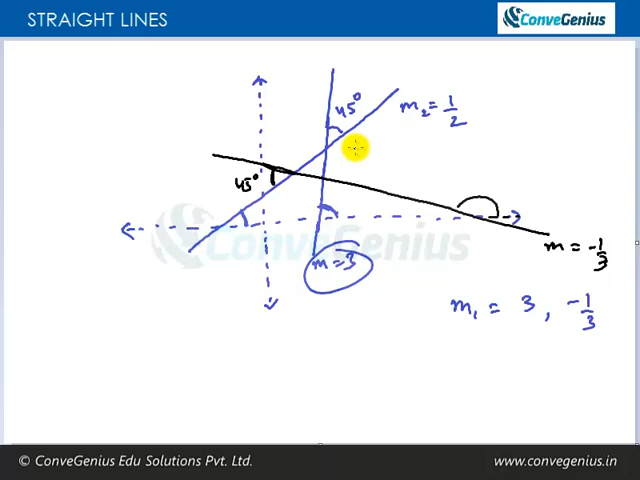 STRAIGHT LINES
ConveGenius
45°
m₂ = 1/2
45°
ConveGenius
m = 3
m = -1/3
m₁ = 3 , -1/3
© ConveGenius Edu Solutions Pvt. Ltd.
www.convegenius.in